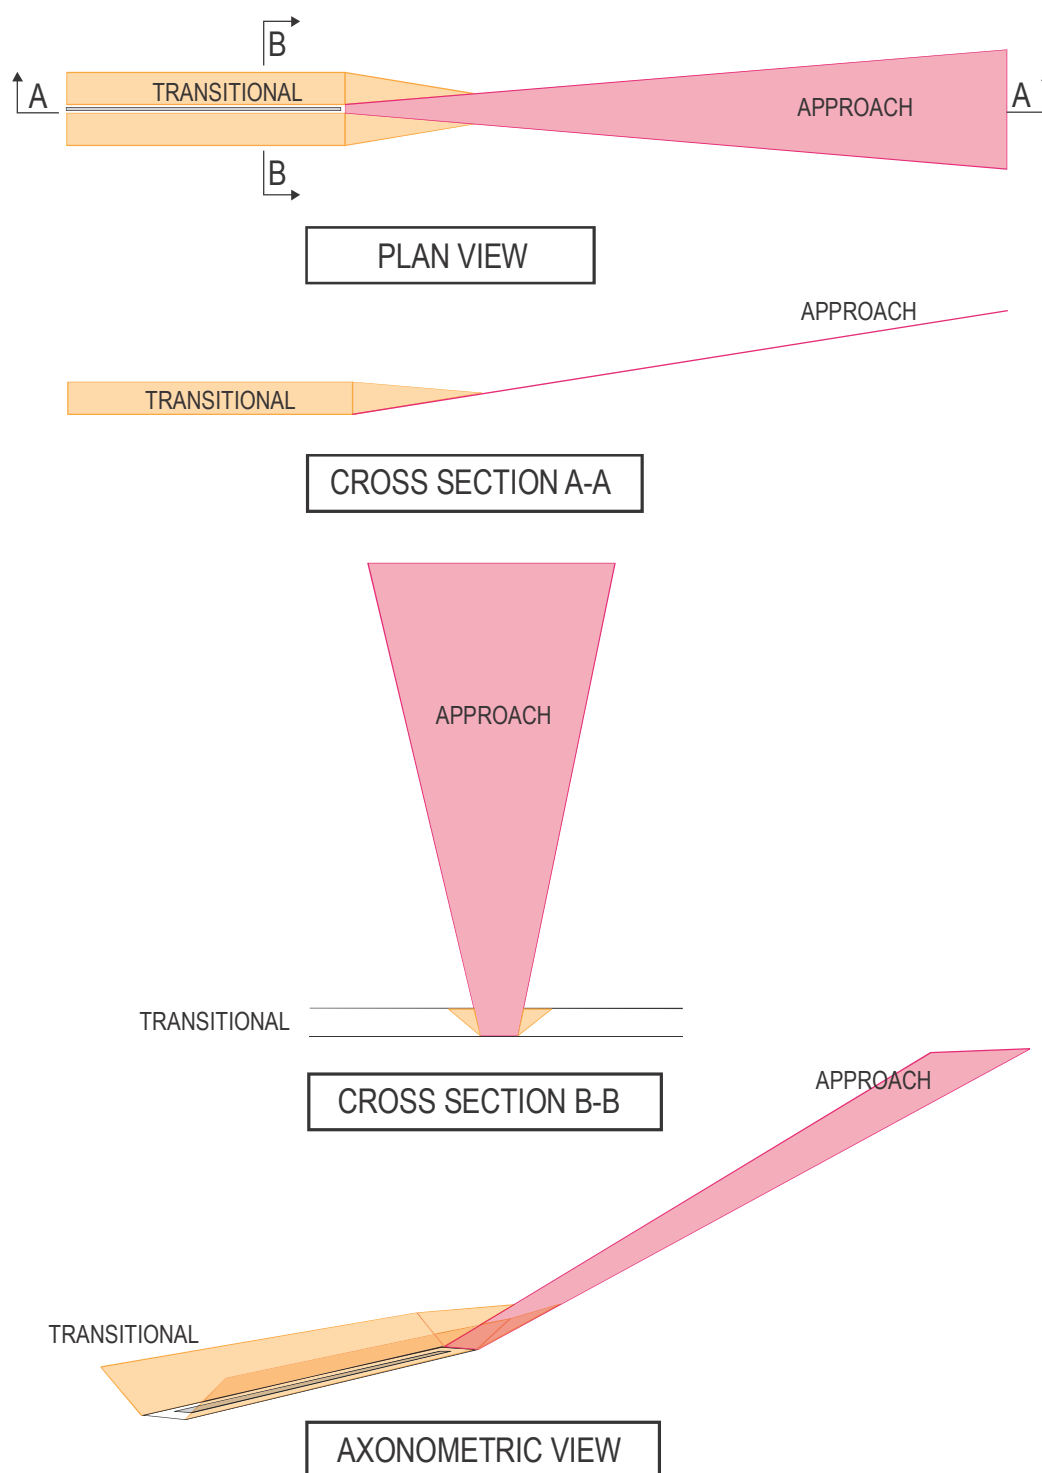 B
A
TRANSITIONAL
APPROACH
A
B
PLAN VIEW
APPROACH
TRANSITIONAL
CROSS SECTION A-A
APPROACH
TRANSITIONAL
CROSS SECTION B-B
APPROACH
TRANSITIONAL
AXONOMETRIC VIEW